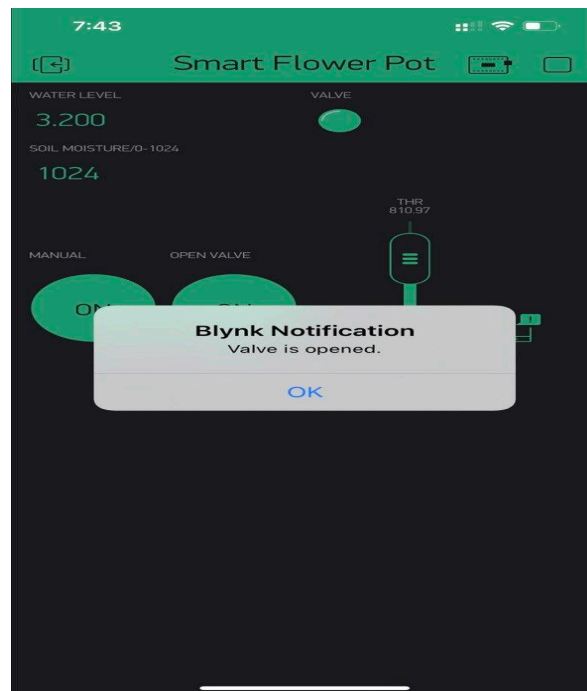 7:43
Smart Flower Pot
WATER LEVEL
VALVE
3.200
SOIL MOISTURE/0-1024
1024
THR
810.97
MANUAL
OPEN VALVE
Blynk Notification
Valve is opened.
OK